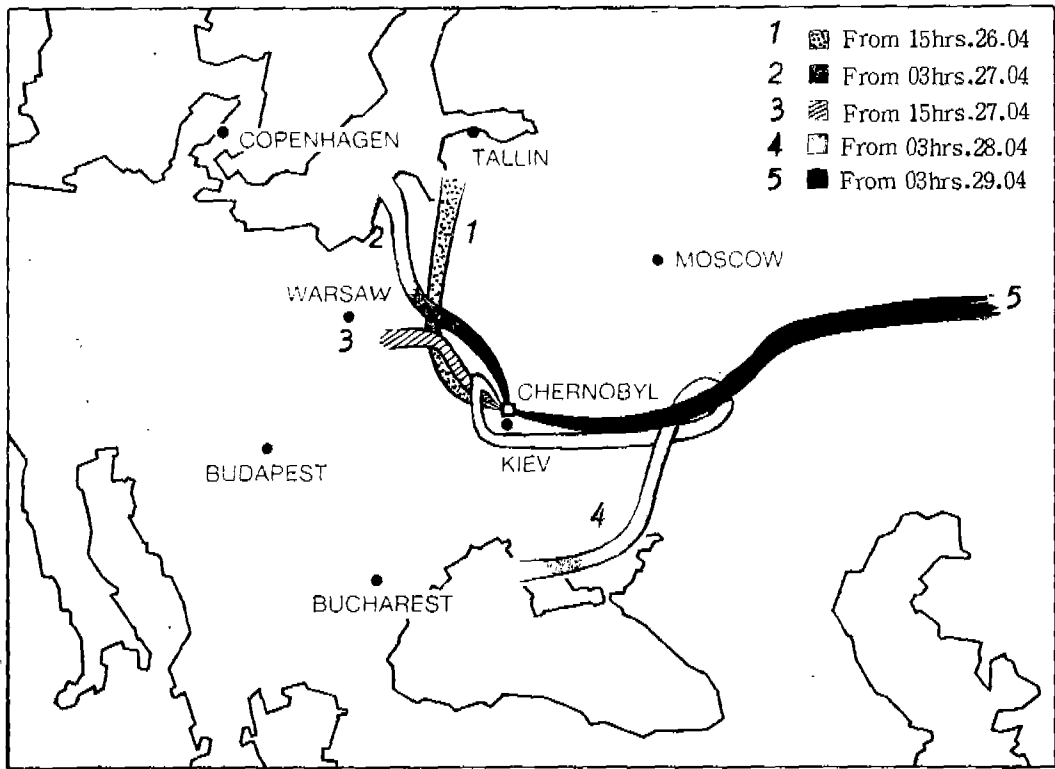 1 From 15hrs.26.04
2 From 03hrs.27.04
3 From 15hrs.27.04
4 From 03hrs.28.04
5 From 03hrs.29.04
COPENHAGEN
TALLIN
1
2
MOSCOW
WARSAW
5
3
CHERNOBYL
KIEV
BUDAPEST
4
BUCHAREST